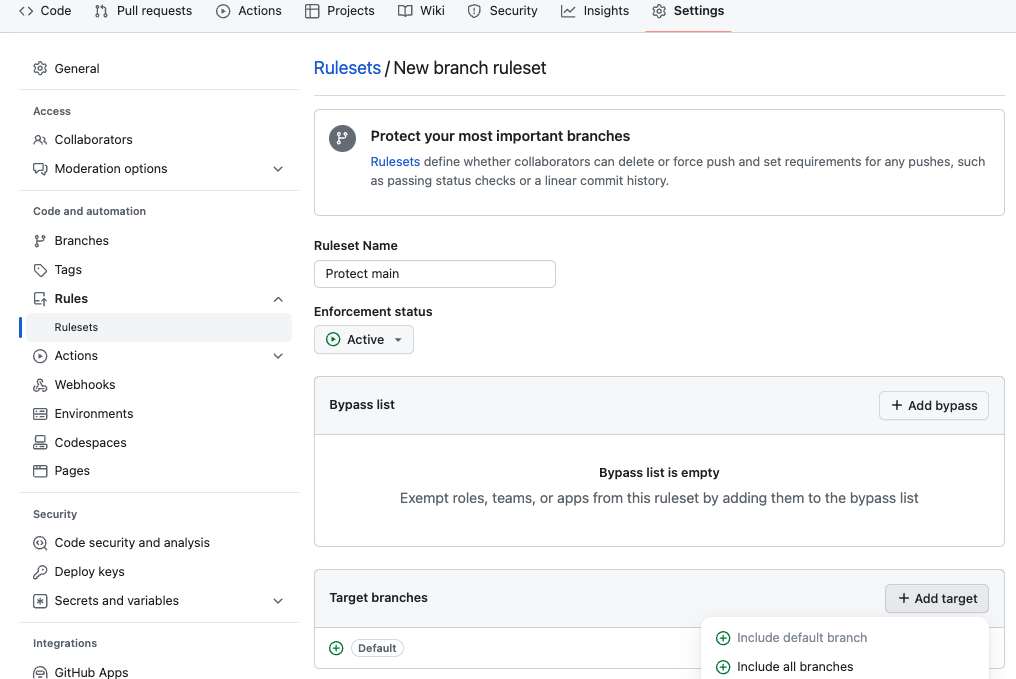 Code Pull requests Actions Projects Wiki Security Insights Settings
General
Access
Collaborators
Moderation options
Code and automation
Branches
Tags
Rules
Rulesets
Actions
Webhooks
Environments
Codespaces
Pages
Security
Code security and analysis
Deploy keys
Secrets and variables
Integrations
GitHub Apps
Rulesets / New branch ruleset
Protect your most important branches
Rulesets define whether collaborators can delete or force push and set requirements for any pushes, such
as passing status checks or a linear commit history.
Ruleset Name
Protect main
Enforcement status
Active
Bypass list
Add bypass
Bypass list is empty
Exempt roles, teams, or apps from this ruleset by adding them to the bypass list
Target branches
Add target
Default
Include default branch
Include all branches